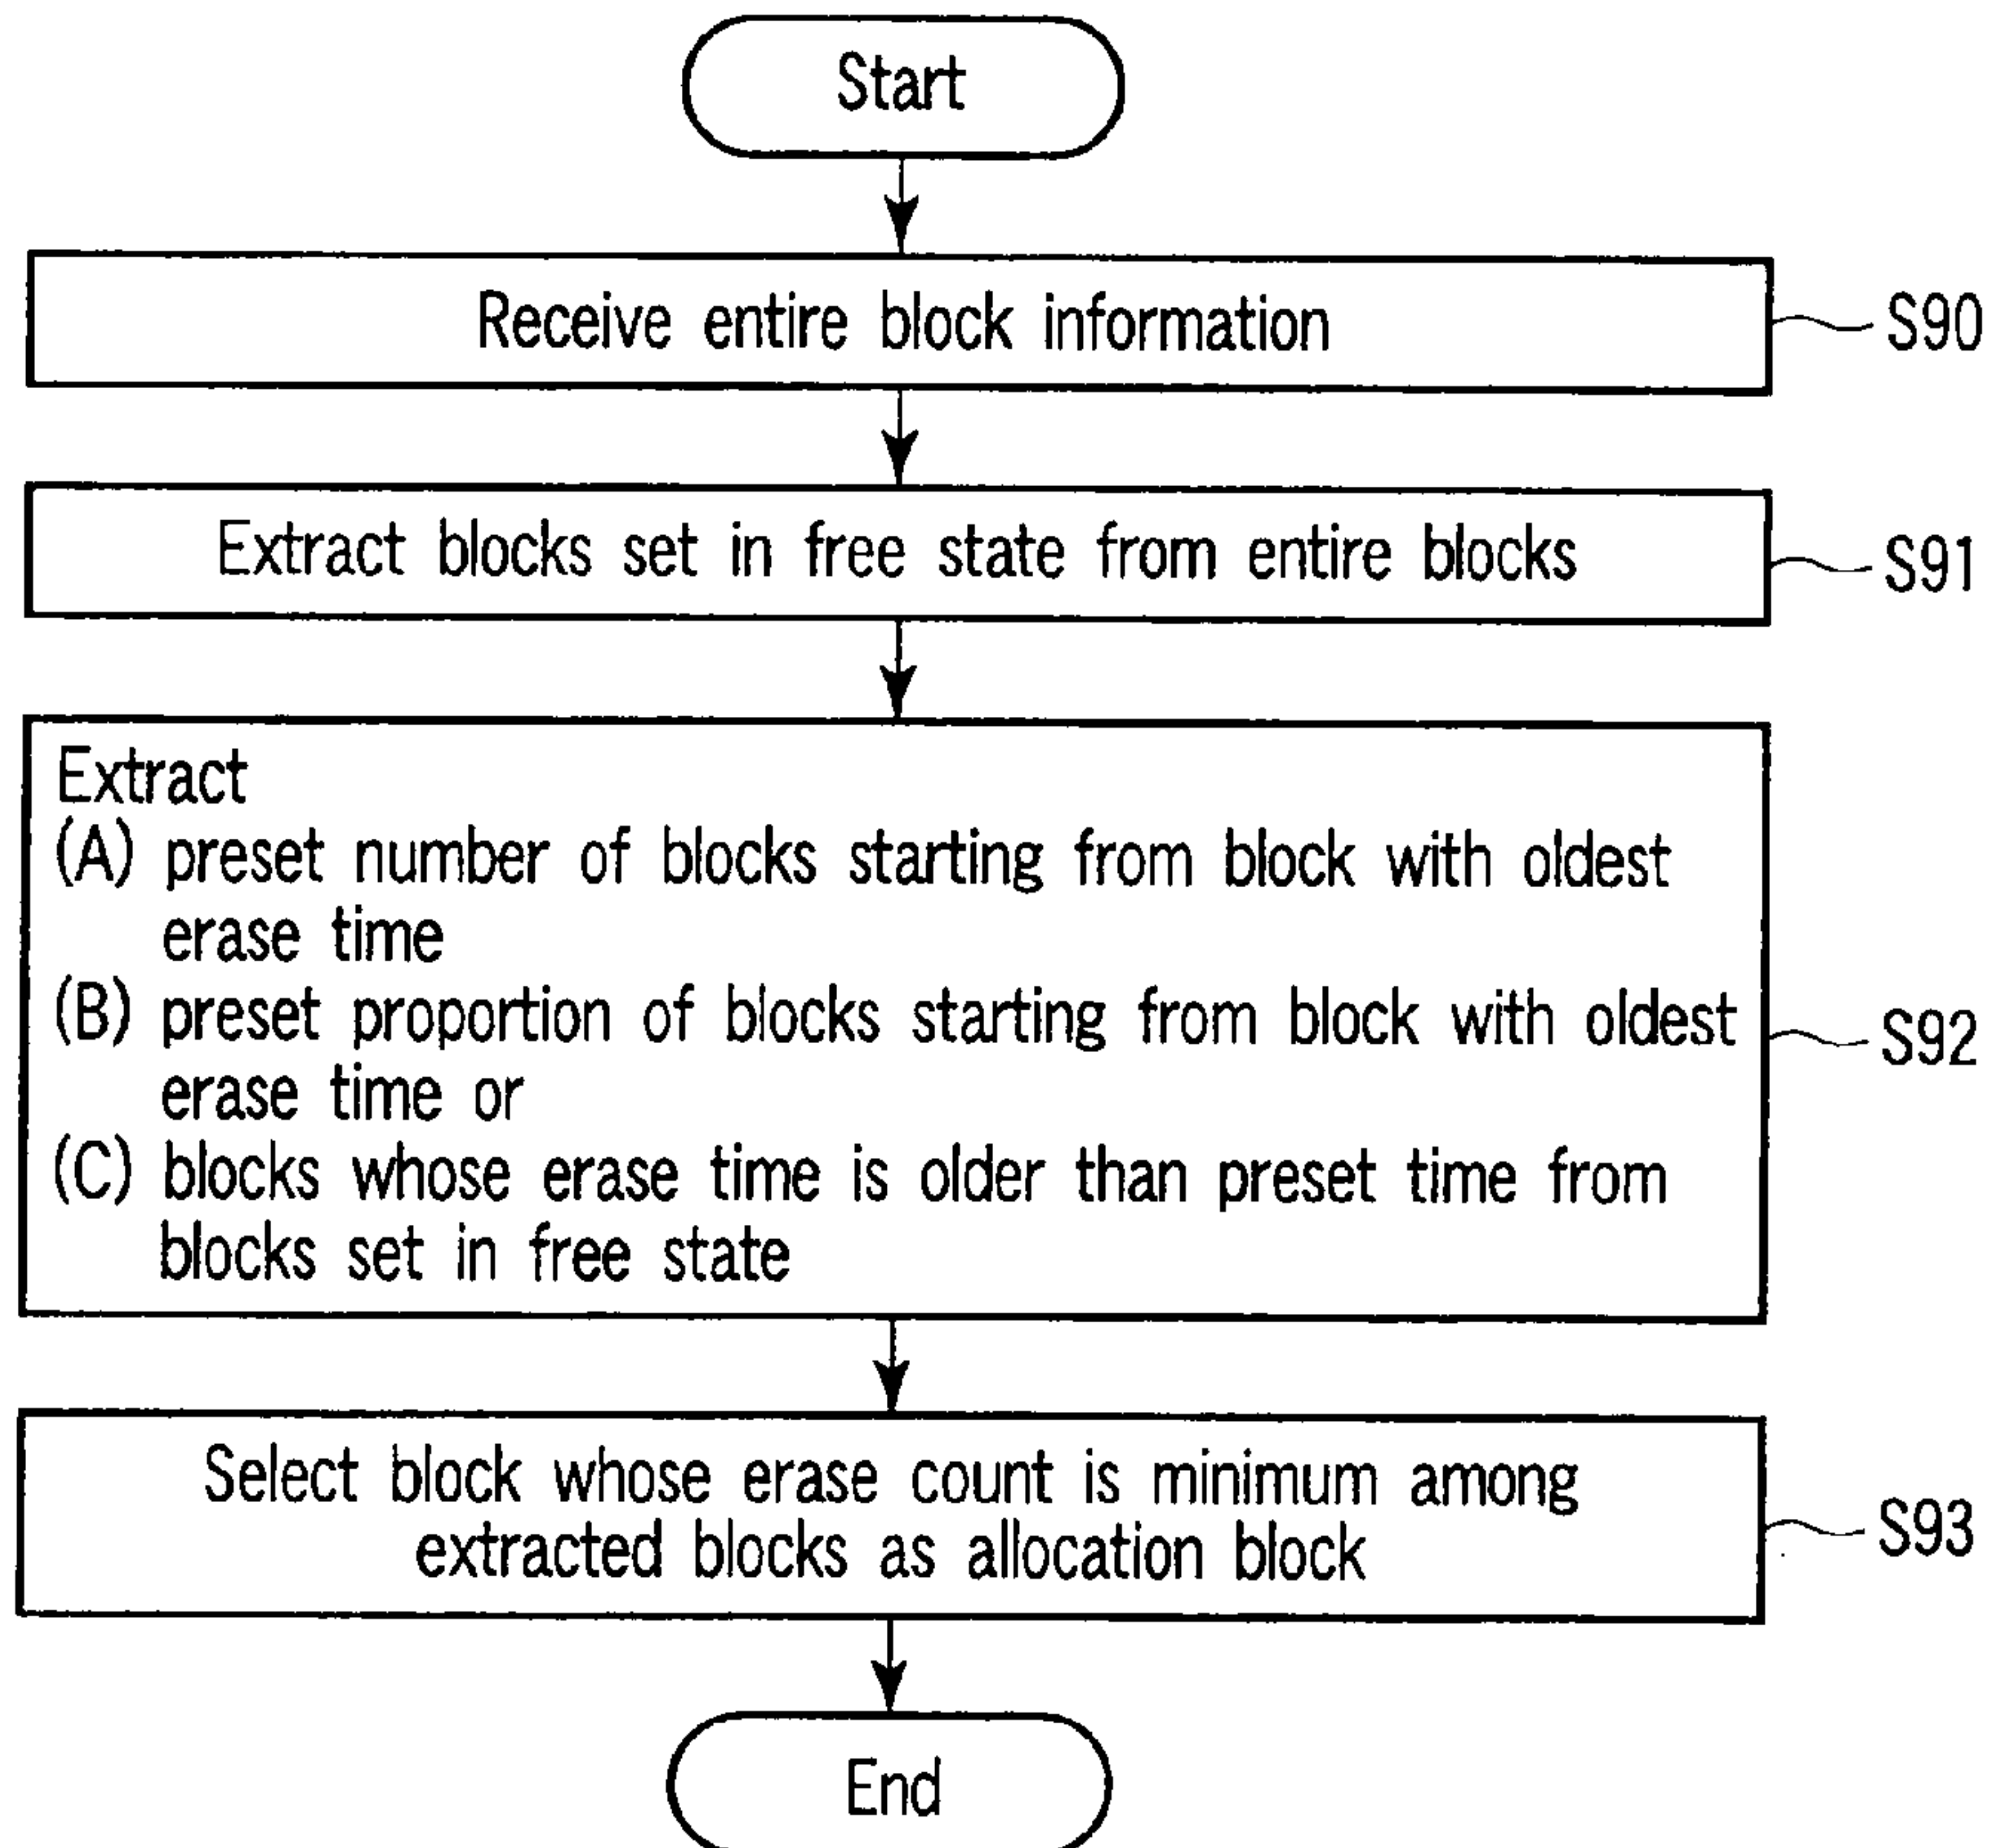 Start
Receive entire block information
S90
Extract blocks set in free state from entire blocks
S91
Extract
(A) preset number of blocks starting from block with oldest
erase time
(B) preset proportion of blocks starting from block with oldest
erase time or
(C) blocks whose erase time is older than preset time from
blocks set in free state
S92
Select block whose erase count is minimum among
extracted blocks as allocation block
S93
End